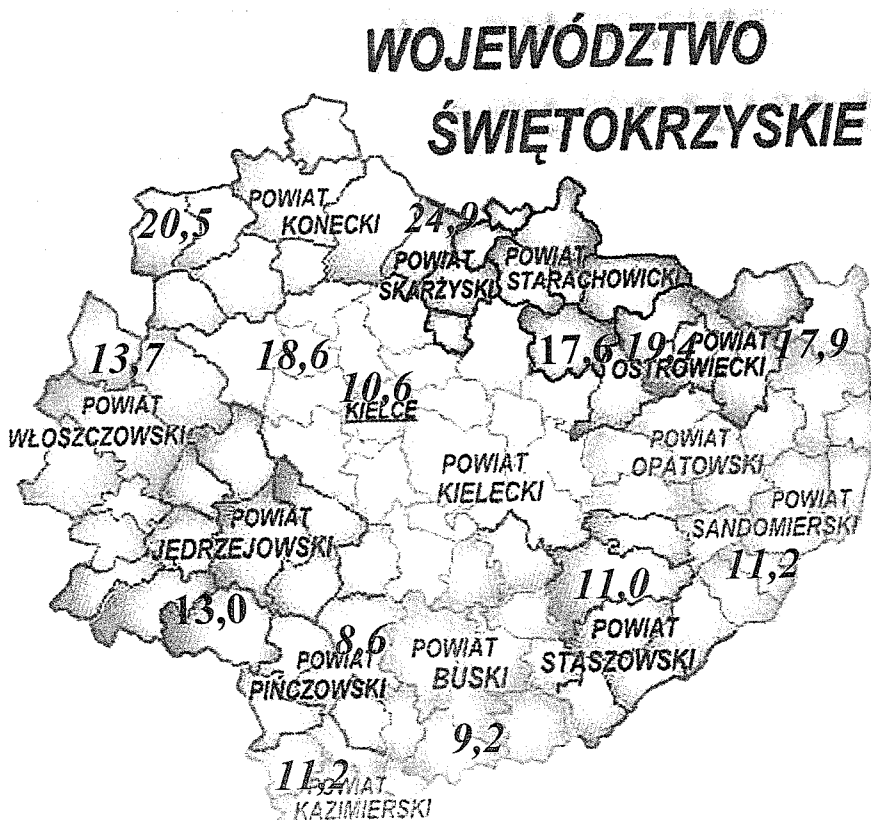 WOJEWÓDZTWO
ŚWIĘTOKRZYSKIE
20,5
POWIAT
KONECKI
24,9
POWIAT
SKARŻYSKI
POWIAT
STARACHOWICKI
13,7
18,6
17,6
19,4
POWIAT
OSTROWIECKI
17,9
10,6
KIELCE
POWIAT
WŁOSZCZOWSKI
POWIAT
KIELECKI
POWIAT
OPATOWSKI
POWIAT
SANDOMIERSKI
POWIAT
JĘDRZEJOWSKI
11,2
11,0
13,0
8,6
POWIAT
PIŃCZOWSKI
POWIAT
BUSKI
POWIAT
STASZOWSKI
9,2
11,2
POWIAT
KAZIMIERSKI